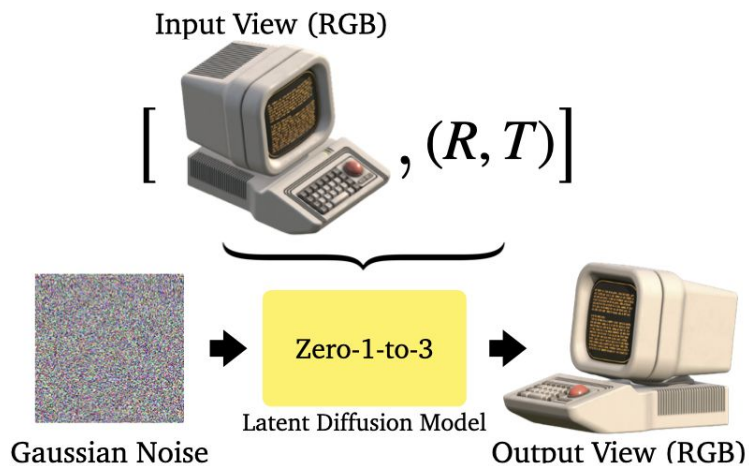 Input View (RGB)
[ , (R, T)]
Zero-1-to-3
Latent Diffusion Model
Gaussian Noise
Output View (RGB)